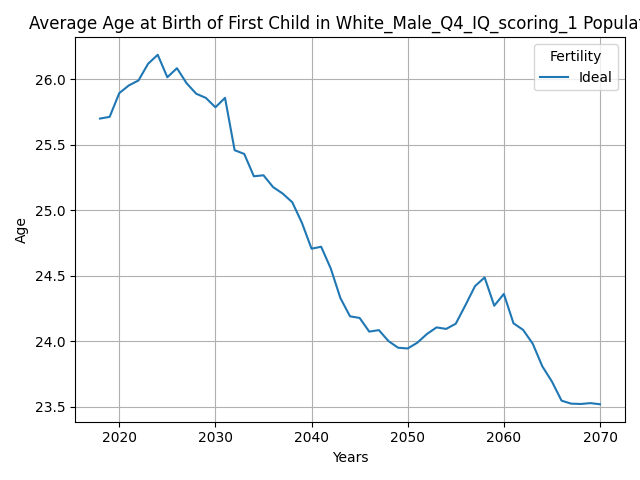 Average Age at Birth of First Child in White_Male_Q4_IQ_scoring_1
Fertility
Ideal
26.0
25.5
25.0
24.5
24.0
23.5
Age
2020 2030 2040 2050 2060 2070
Years